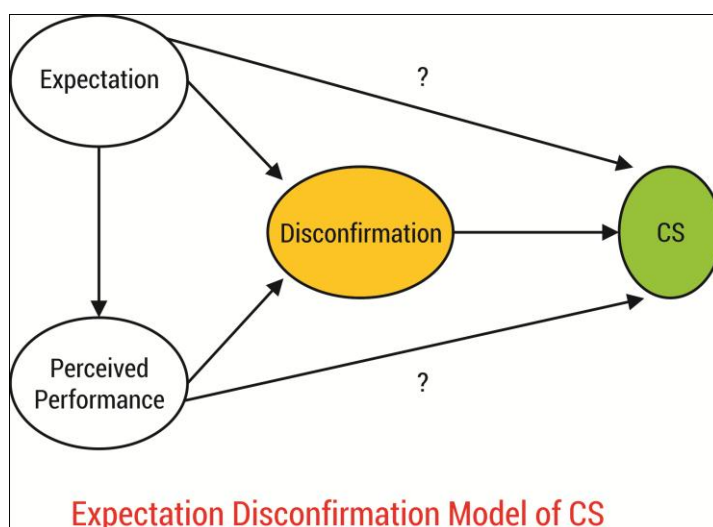 Expectation
?
Disconfirmation
CS
Perceived
Performance
?
Expectation Disconfirmation Model of CS